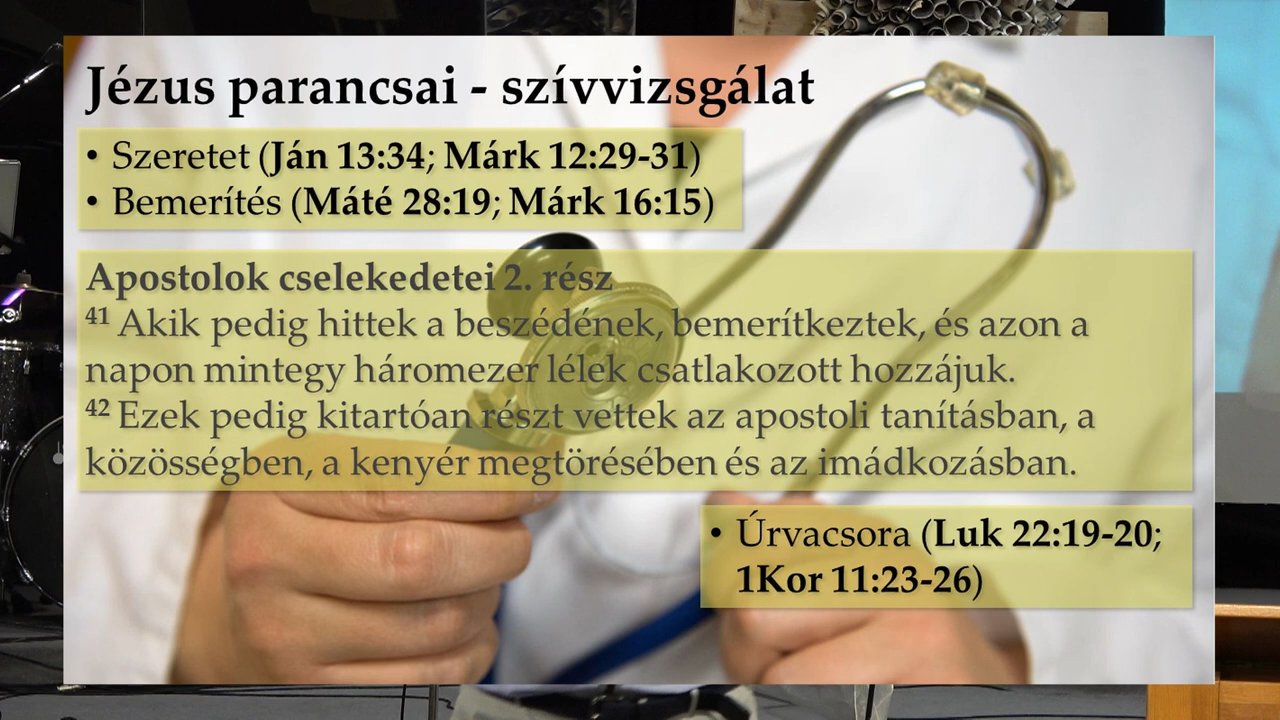 Jézus parancsai - szívvizsgálat
• Szeretet (Ján 13:34; Márk 12:29-31)
• Bemerítés (Máté 28:19; Márk 16:15)
Apostolok cselekedetei 2. rész
41 Akik pedig hittek a beszédének, bemerítkeztek, és azon a
napon mintegy háromezer lélek csatlakozott hozzájuk.
42 Ezek pedig kitartóan részt vettek az apostoli tanításban, a
közösségben, a kenyér megtörésében és az imádkozásban.
• Úrvacsora (Luk 22:19-20;
1Kor 11:23-26)